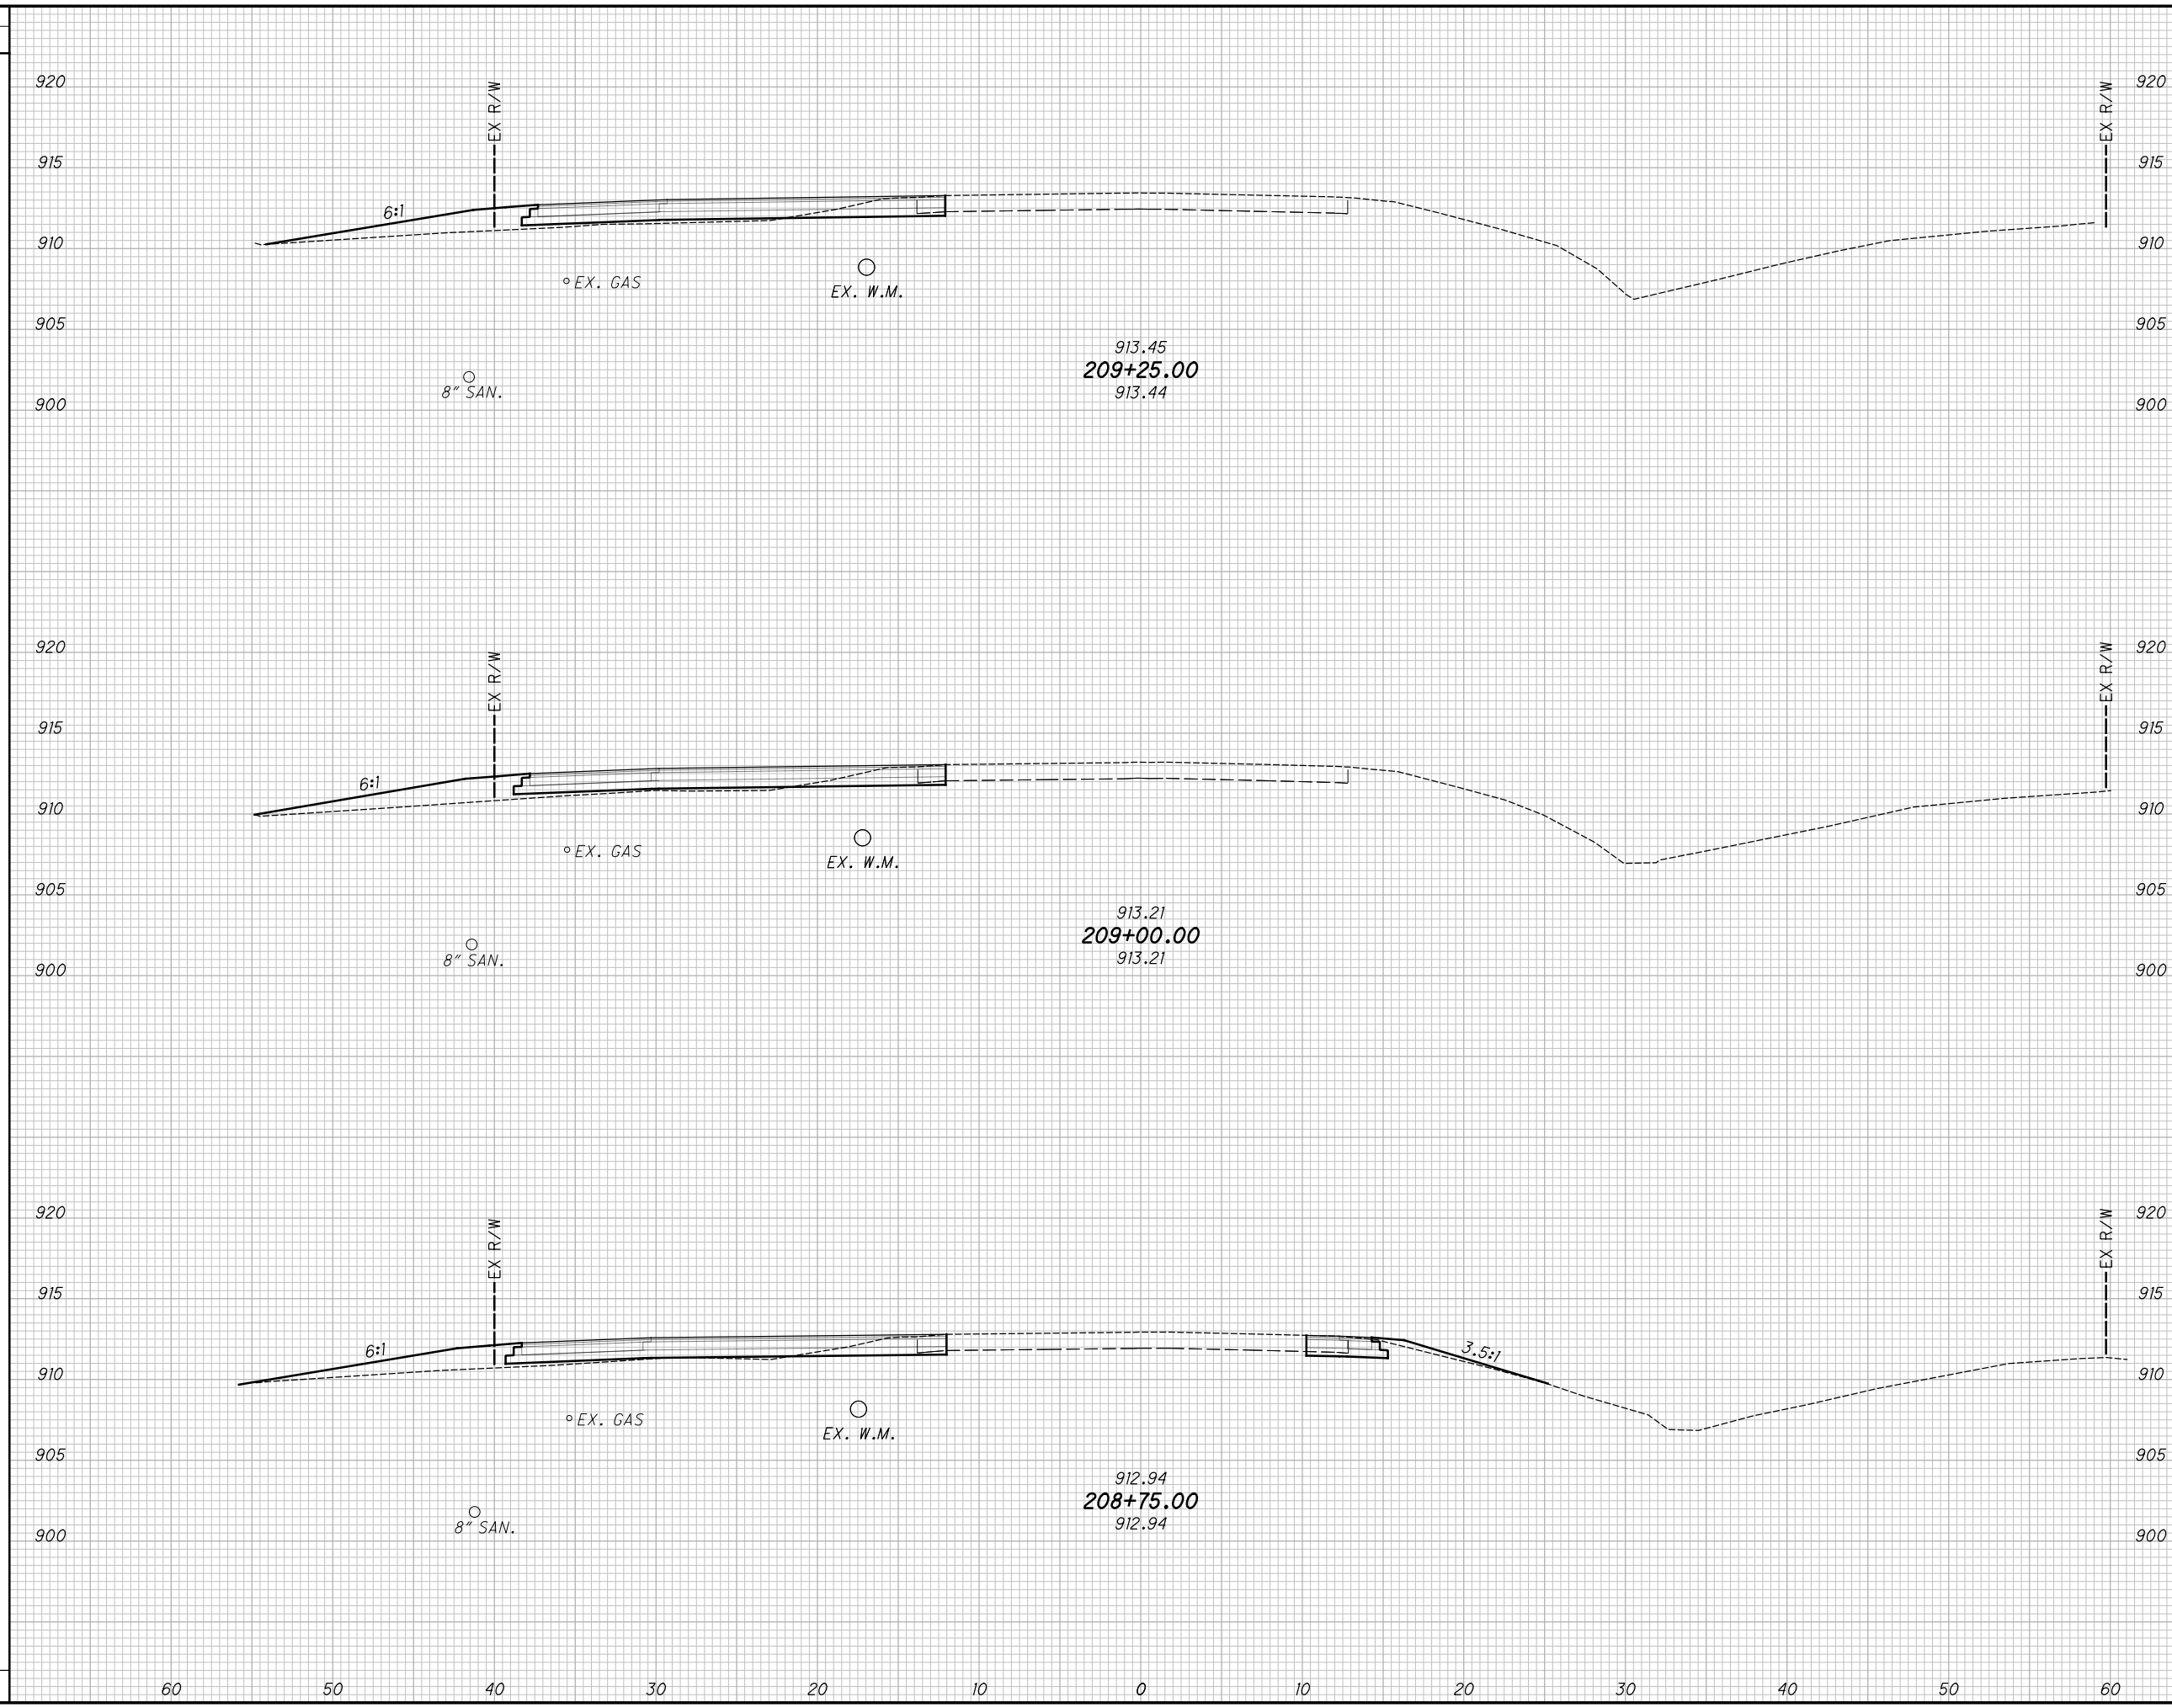 920
EX R/W
EX R/W
920
915
915
6:1
910
910
EX. GAS
EX. W.M.
905
905
913.45
209+25.00
913.44
8" SAN.
900
900
920
EX R/W
EX R/W
920
915
915
6:1
910
910
EX. GAS
EX. W.M.
905
905
913.21
209+00.00
913.21
8" SAN.
900
900
920
EX R/W
EX R/W
920
915
915
6:1
3.5:1
910
910
EX. GAS
EX. W.M.
905
905
912.94
208+75.00
912.94
8" SAN.
900
900
60 50 40 30 20 10 0 10 20 30 40 50 60